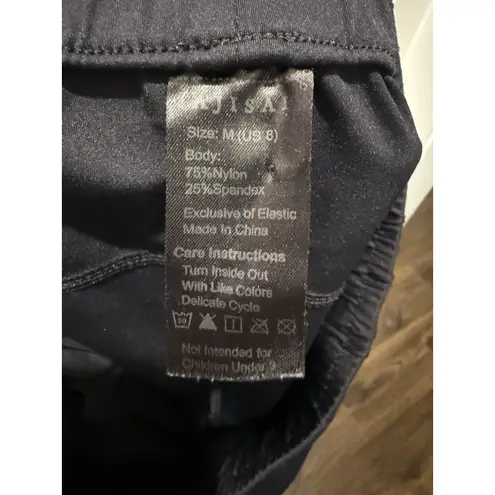 AJISAI
Size: M (US 8)
Body:
75%Nylon
25%Spandex
Exclusive of Elastic
Made In China
Care Instructions
Turn Inside Out
With Like Colors
Delicate Cycle
Not Intended for
Children Under